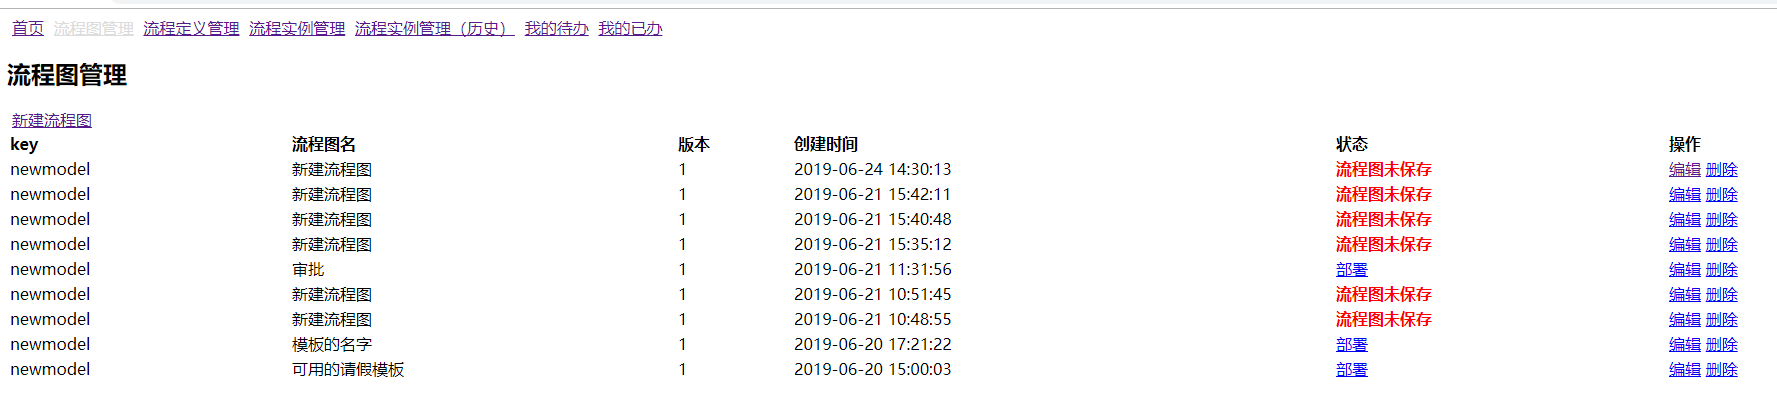 首页 流程图管理 流程定义管理 流程实例管理 流程实例管理（历史） 我的待办 我的已办
流程图管理
新建流程图
key 流程图名 版本 创建时间 状态 操作
newmodel 新建流程图 1 2019-06-24 14:30:13 流程图未保存 编辑 删除
newmodel 新建流程图 1 2019-06-21 15:42:11 流程图未保存 编辑 删除
newmodel 新建流程图 1 2019-06-21 15:40:48 流程图未保存 编辑 删除
newmodel 新建流程图 1 2019-06-21 15:35:12 流程图未保存 编辑 删除
newmodel 审批 1 2019-06-21 11:31:56 部署 编辑 删除
newmodel 新建流程图 1 2019-06-21 10:51:45 流程图未保存 编辑 删除
newmodel 新建流程图 1 2019-06-21 10:48:55 流程图未保存 编辑 删除
newmodel 模板的名字 1 2019-06-20 17:21:22 部署 编辑 删除
newmodel 可用的请假模板 1 2019-06-20 15:00:03 部署 编辑 删除